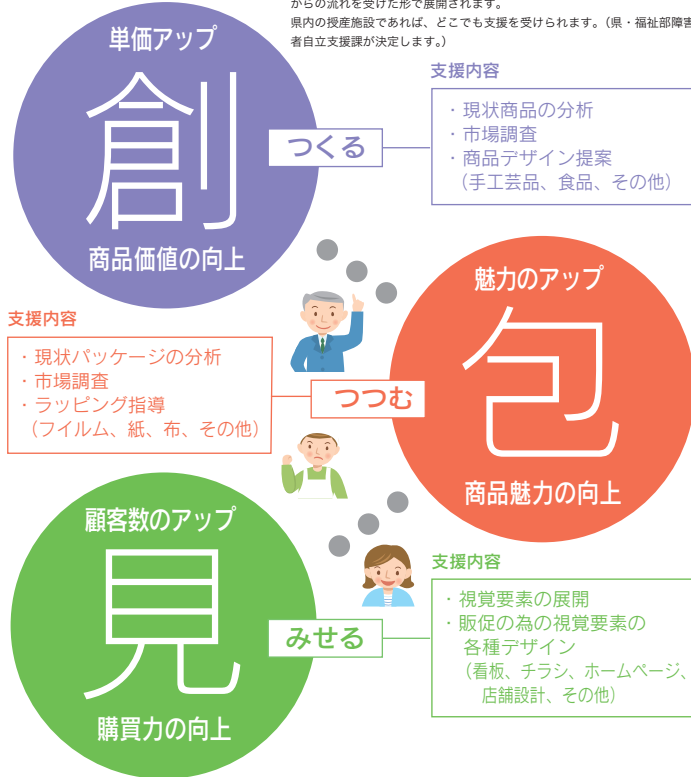 からの流れを受けた形で展開されます。
県内の授産施設であれば、どこでも支援を受けられます。(県・福祉部障害
者自立支援課が決定します。)
単価アップ
創
商品価値の向上
つくる
支援内容
・現状商品の分析
・市場調査
・商品デザイン提案
(手工芸品、食品、その他)
魅力のアップ
包
商品魅力の向上
つつむ
支援内容
・現状パッケージの分析
・市場調査
・ラッピング指導
(フイルム、紙、布、その他)
顧客数のアップ
見
購買力の向上
みせる
支援内容
・視覚要素の展開
・販促の為の視覚要素の
各種デザイン
(看板、チラシ、ホームページ、
店舗設計、その他)